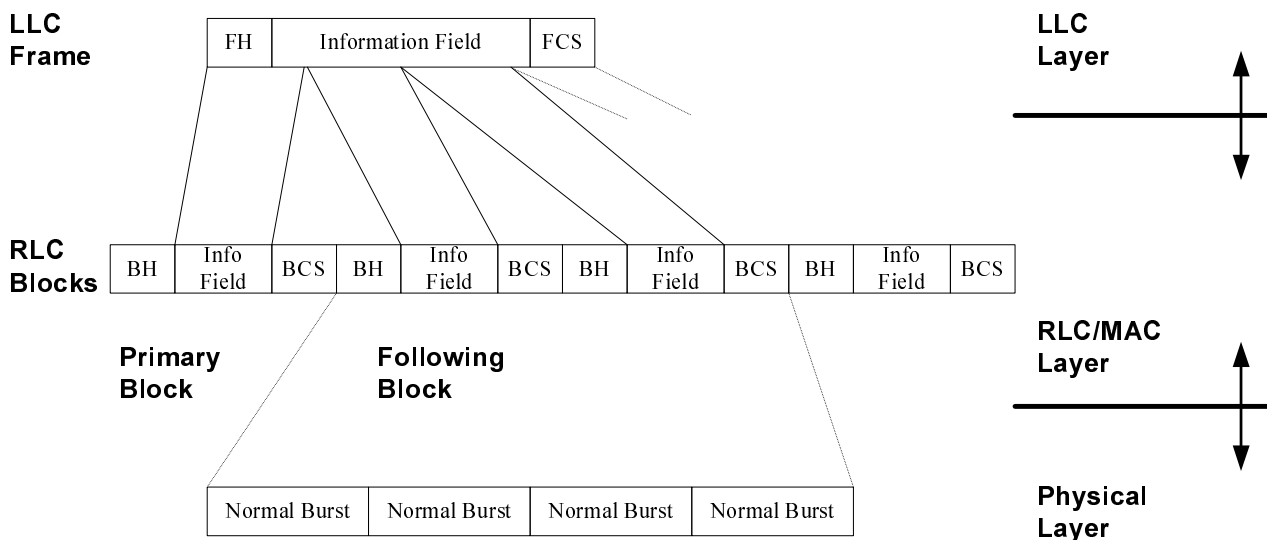 LLC
Frame
FH
Information Field
FCS
LLC
Layer
RLC
Blocks
BH
Info
Field
BCS
BH
Info
Field
BCS
BH
Info
Field
BCS
BH
Info
Field
BCS
Primary
Block
Following
Block
RLC/MAC
Layer
Normal Burst
Normal Burst
Normal Burst
Normal Burst
Physical
Layer